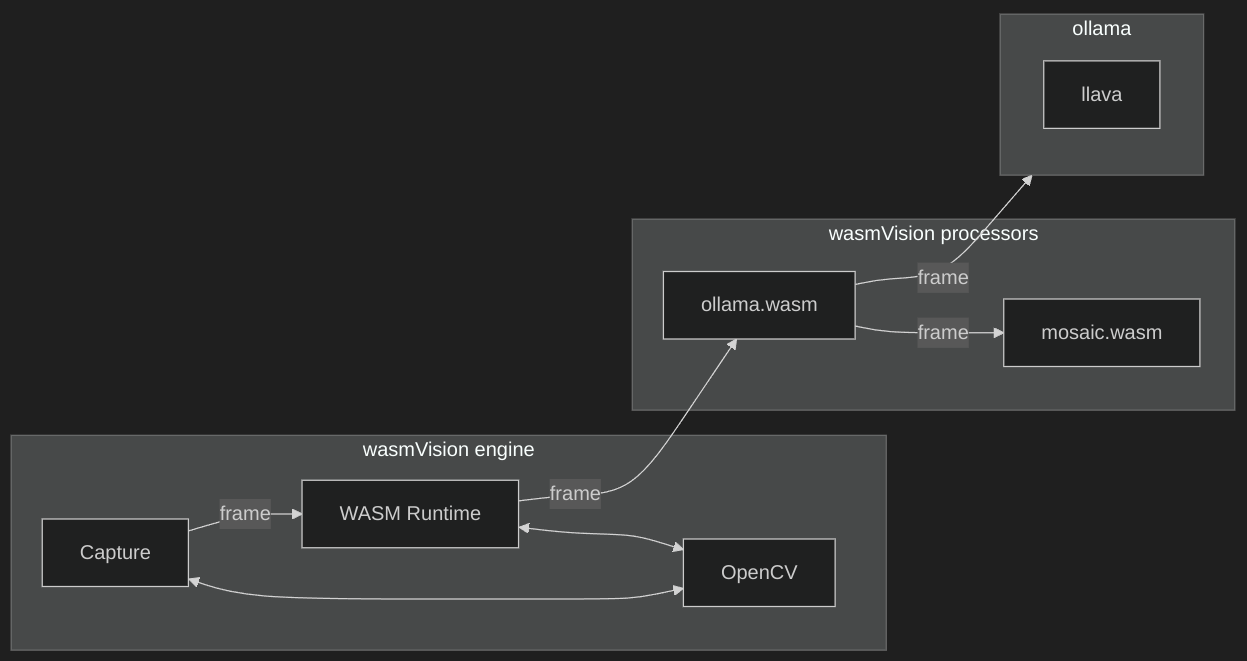 ollama
llava
wasmVision processors
frame
ollama.wasm
frame
mosaic.wasm
wasmVision engine
frame
WASM Runtime
frame
Capture
OpenCV